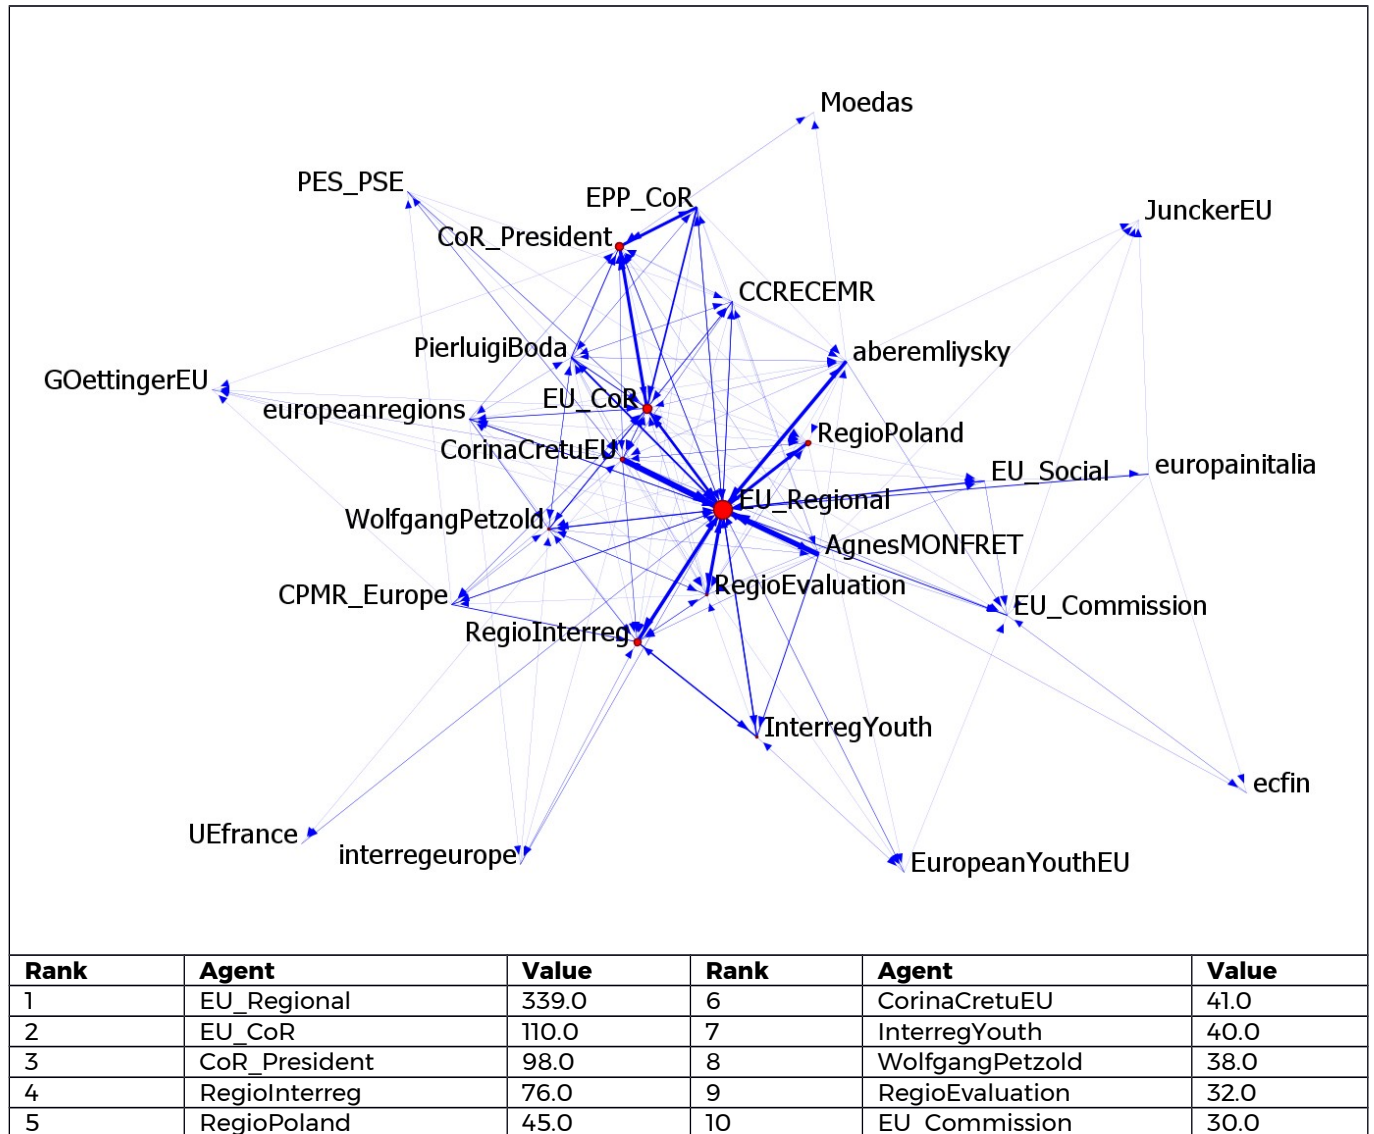 Moedas
PES_PSE
EPP_CoR
JunckerEU
CoR_President
CCRECEMR
PierluigiBoda
aberemliysky
GOettingerEU
EU_CoR
europeanregions
RegioPoland
CorinaCretuEU
EU_Social
europainitalia
EU_Regional
WolfgangPetzold
AgnesMONFRET
RegioEvaluation
CPMR_Europe
EU_Commission
RegioInterreg
InterregYouth
ecfin
UEfrance
interregeurope
EuropeanYouthEU
Rank Agent Value Rank Agent Value
1 EU_Regional 339.0 6 CorinaCretuEU 41.0
2 EU_CoR 110.0 7 InterregYouth 40.0
3 CoR_President 98.0 8 WolfgangPetzold 38.0
4 RegioInterreg 76.0 9 RegioEvaluation 32.0
5 RegioPoland 45.0 10 EU_Commission 30.0